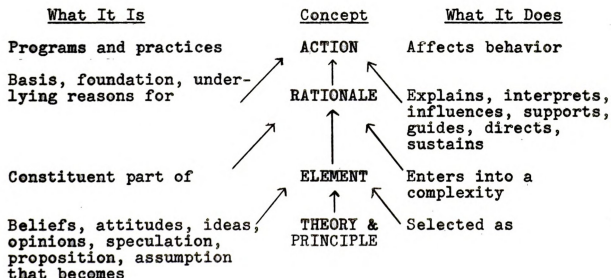 What It Is Concept What It Does
Programs and practices ACTION Affects behavior
Basis, foundation, under-
lying reasons for RATIONALE Explains, interprets,
influences, supports,
guides, directs,
sustains
Constituent part of ELEMENT Enters into a
complexity
Beliefs, attitudes, ideas, THEORY & Selected as
opinions, speculation, PRINCIPLE
proposition, assumption
that becomes